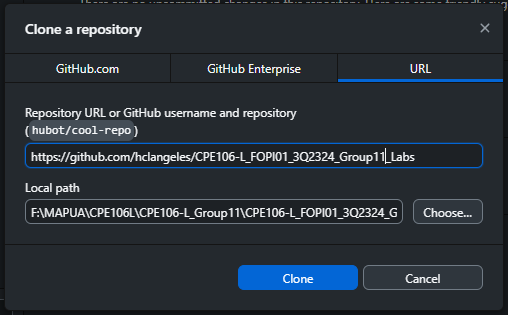 Clone a repository
GitHub.com
GitHub Enterprise
URL
Repository URL or GitHub username and repository
(hubot/cool-repo)
https://github.com/hclangeles/CPE106-L_FOPI01_3Q2324_Group11_Labs
Local path
F:\MAPUA\CPE106L\CPE106-L_Group11\CPE106-L_FOPI01_3Q2324_G
Choose...
Clone
Cancel